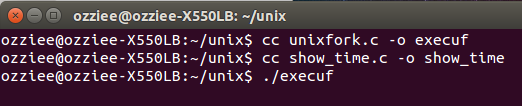 ozziee@ozziee-X550LB: ~/unix
ozziee@ozziee-X550LB:~/unix$ cc unixfork.c -o execuf
ozziee@ozziee-X550LB:~/unix$ cc show_time.c -o show_time
ozziee@ozziee-X550LB:~/unix$ ./execuf